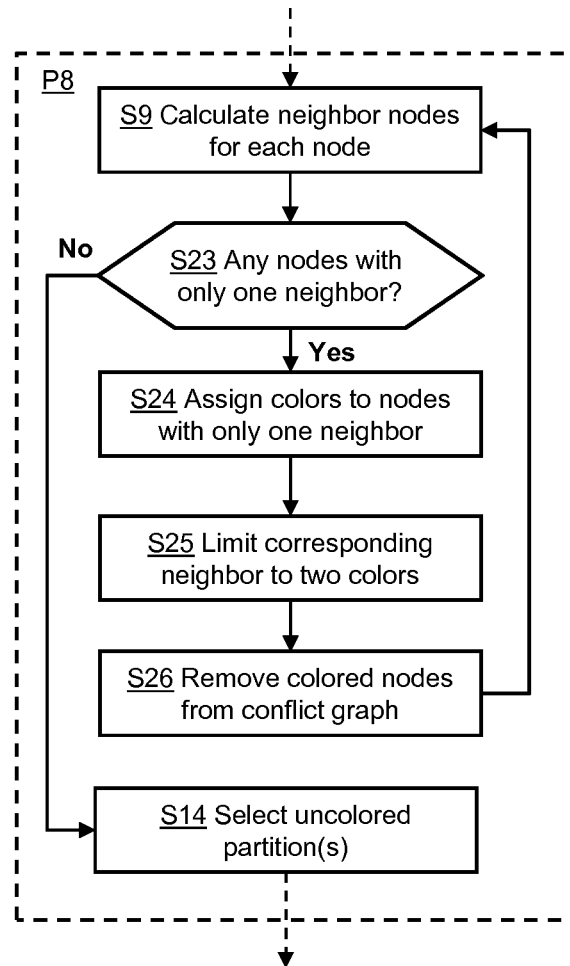 P8
S9 Calculate neighbor nodes
for each node
No
S23 Any nodes with
only one neighbor?
Yes
S24 Assign colors to nodes
with only one neighbor
S25 Limit corresponding
neighbor to two colors
S26 Remove colored nodes
from conflict graph
S14 Select uncolored
partition(s)